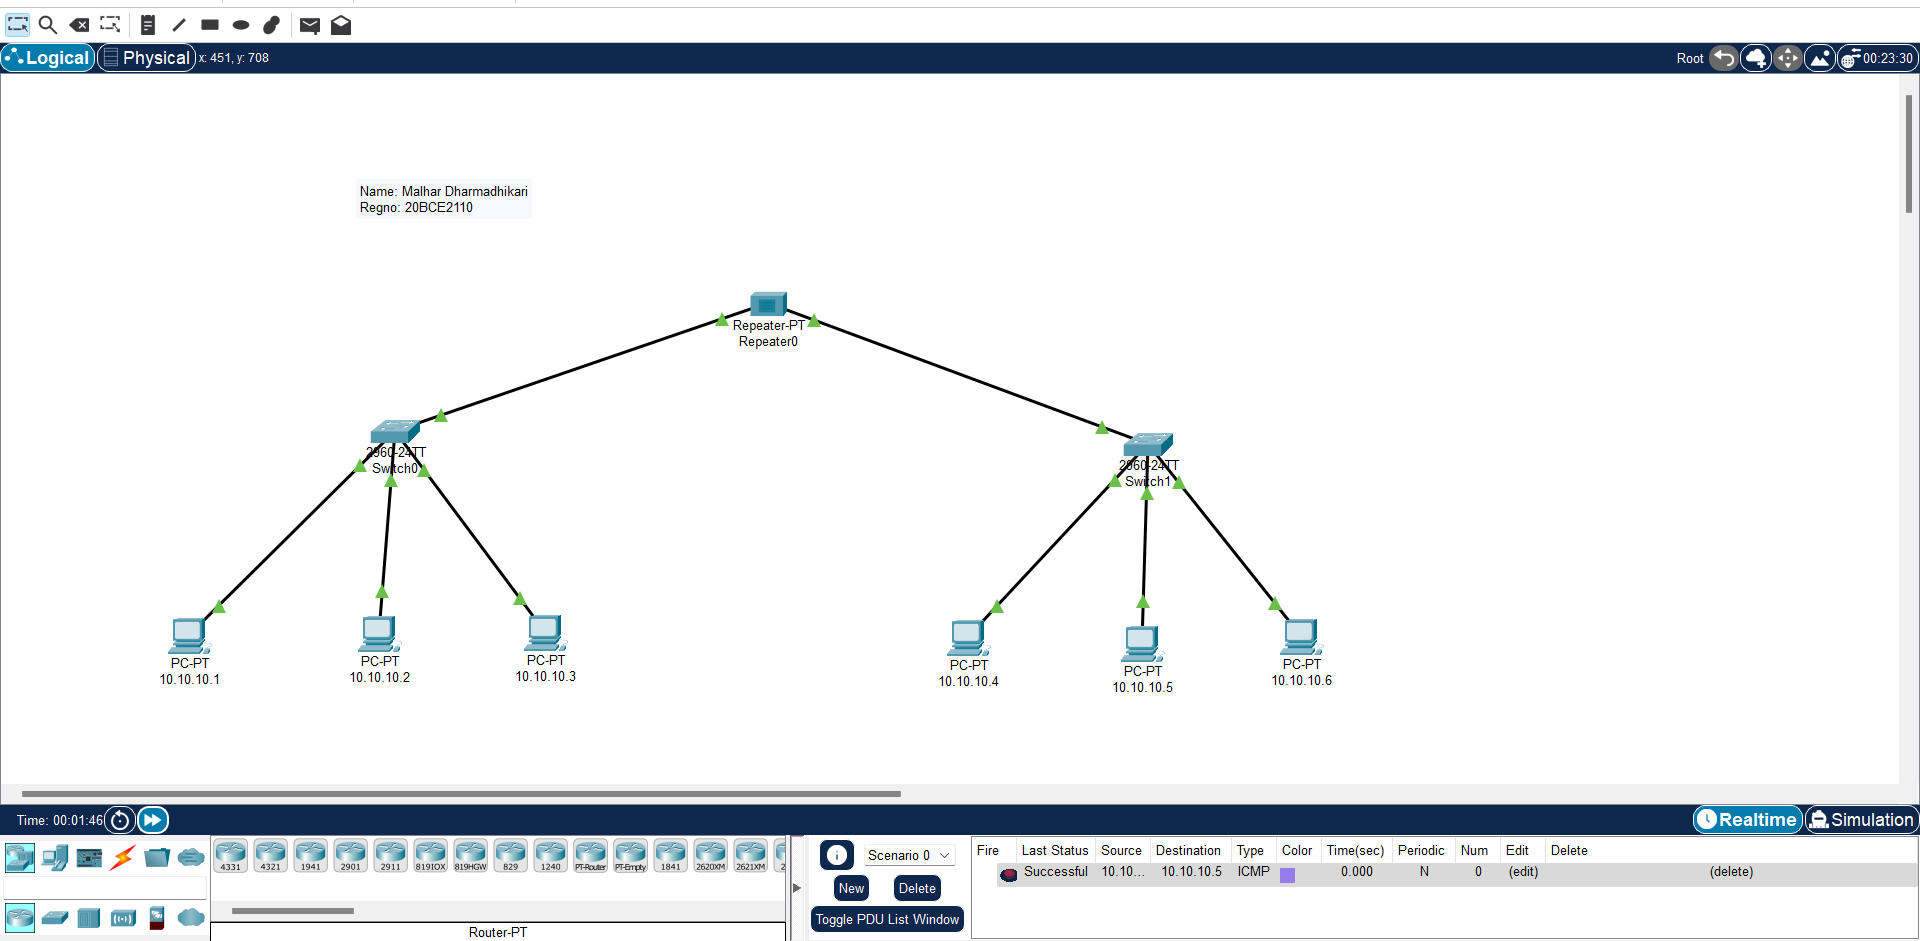 Logical Physical x: 451, y: 708 Root 00:23:30
Name: Malhar Dharmadhikari
Regno: 20BCE2110
Repeater-PT
Repeater0
2960-24TT
Switch0
2960-24TT
Switch1
PC-PT
10.10.10.1
PC-PT
10.10.10.2
PC-PT
10.10.10.3
PC-PT
10.10.10.4
PC-PT
10.10.10.5
PC-PT
10.10.10.6
Time: 00:01:46 Realtime Simulation
4331 4321 1941 2901 2911 819IOX 819HGW 829 1240 PT-Router PT-Empty 1841 2620XM 2621XM 2
Router-PT
Scenario 0
New Delete
Toggle PDU List Window
Fire Last Status Source Destination Type Color Time(sec) Periodic Num Edit Delete
Successful 10.10... 10.10.10.5 ICMP 0.000 N 0 (edit) (delete)